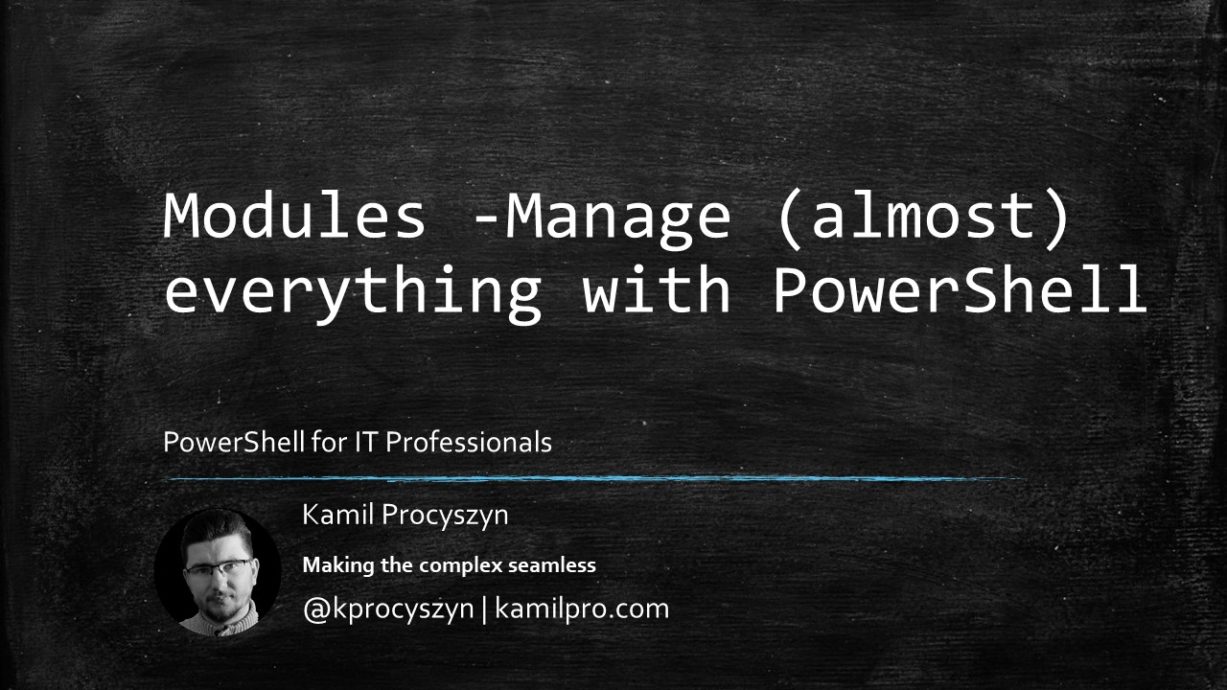 Modules -Manage (almost)
everything with PowerShell
PowerShell for IT Professionals
Kamil Procyszyn
Making the complex seamless
@kprocyszyn | kamilpro.com